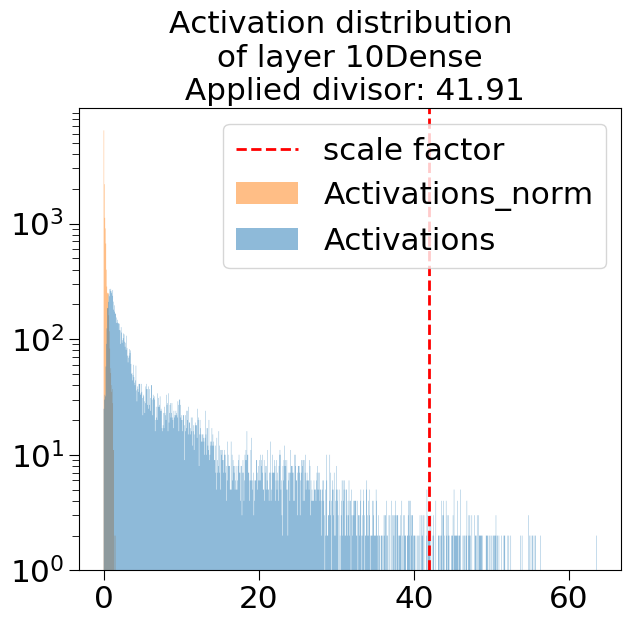 Activation distribution
of layer 10Dense
Applied divisor: 41.91
scale factor
Activations_norm
Activations
10³
10²
10¹
10⁰
0 20 40 60